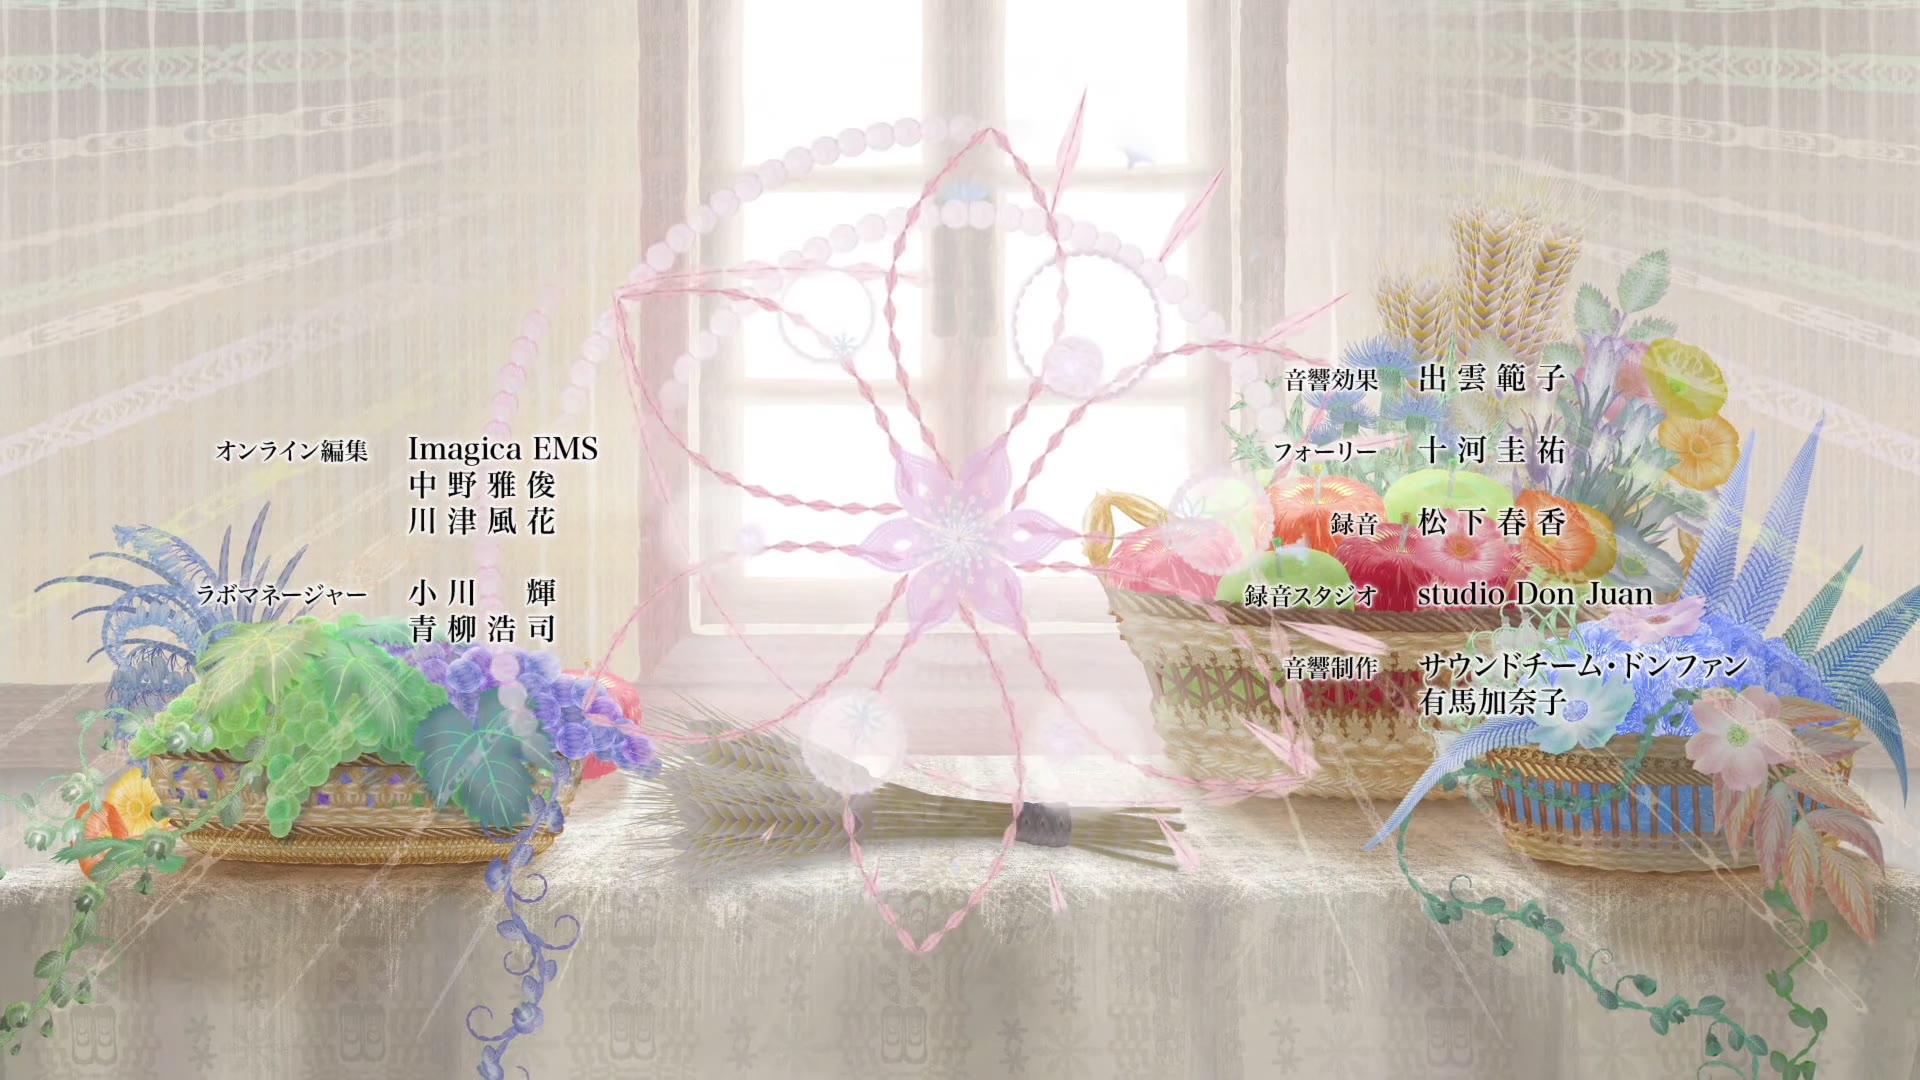 オンライン編集 Imagica EMS
中野雅俊
川津風花
ラボマネージャー 小川 輝
青柳浩司
音響効果 出雲範子
フォーリー 十河圭祐
録音 松下春香
録音スタジオ studio Don Juan
音響制作 サウンドチーム・ドンファン
有馬加奈子